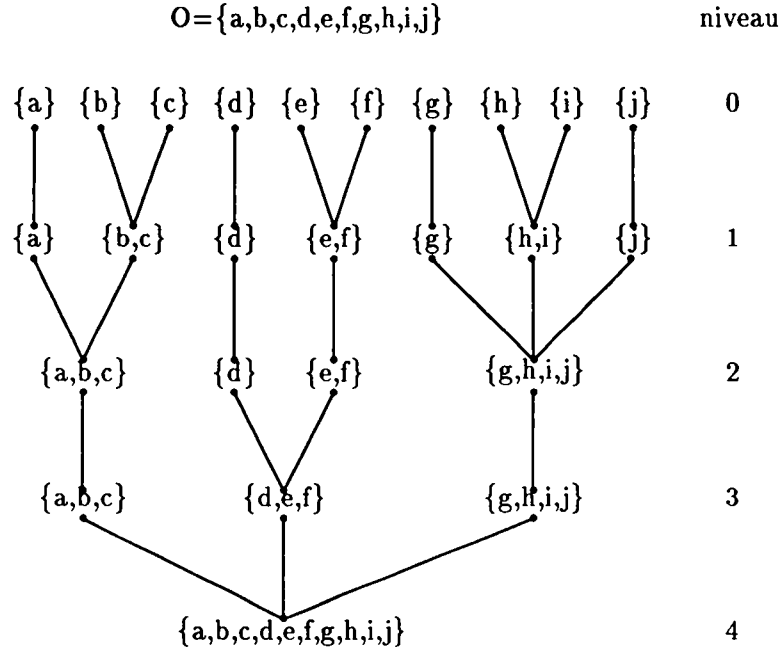 O={a,b,c,d,e,f,g,h,i,j} niveau
{a} {b} {c} {d} {e} {f} {g} {h} {i} {j} 0
{a} {b,c} {d} {e,f} {g} {h,i} {j} 1
{a,b,c} {d} {e,f} {g,h,i,j} 2
{a,b,c} {d,e,f} {g,h,i,j} 3
{a,b,c,d,e,f,g,h,i,j} 4